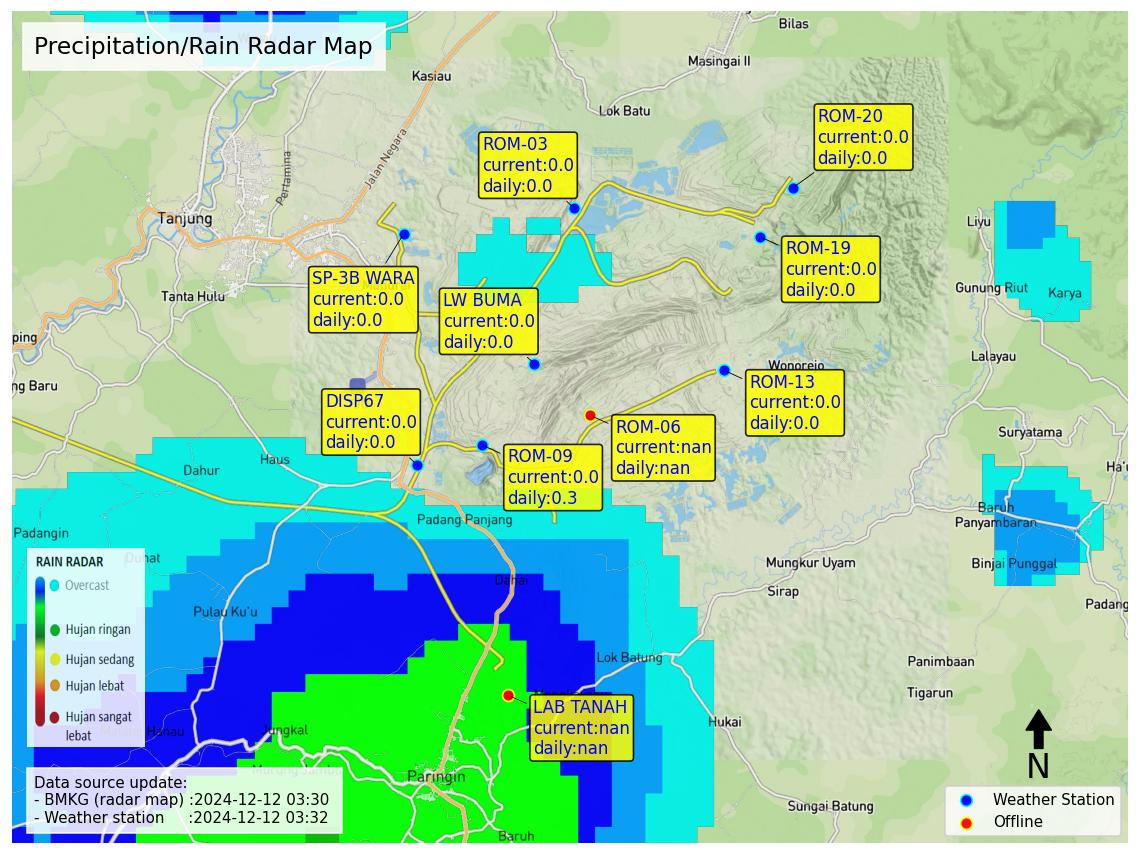 Precipitation/Rain Radar Map
Bilas
Masingai II
Kasiau
Lok Batu
Jalan Negara
Pertamina
Tanjung
Tanta Hulu
ROM-03
current:0.0
daily:0.0
ROM-20
current:0.0
daily:0.0
ROM-19
current:0.0
daily:0.0
SP-3B WARA
current:0.0
daily:0.0
LW BUMA
current:0.0
daily:0.0
Liyu
Gunung Riut
Karya
Lalayau
ping
ng Baru
Wonorejo
ROM-13
current:0.0
daily:0.0
DISP67
current:0.0
daily:0.0
ROM-06
current:nan
daily:nan
ROM-09
current:0.0
daily:0.3
Suryatama
Ha'u
Haus
Dahur
Baruh
Panyambaran
Binjai Punggal
Padang
Padangin
Padang Panjang
Dahai
Mungkur Uyam
Sirap
Pulau Ku'u
Lok Batung
Panimbaan
Tigarun
Hukai
LAB TANAH
current:nan
daily:nan
Jungkal
Paringin
Baruh
Sungai Batung
RAIN RADAR
Overcast
Hujan ringan
Hujan sedang
Hujan lebat
Hujan sangat
lebat
Data source update:
- BMKG (radar map) :2024-12-12 03:30
- Weather station :2024-12-12 03:32
N
Weather Station
Offline